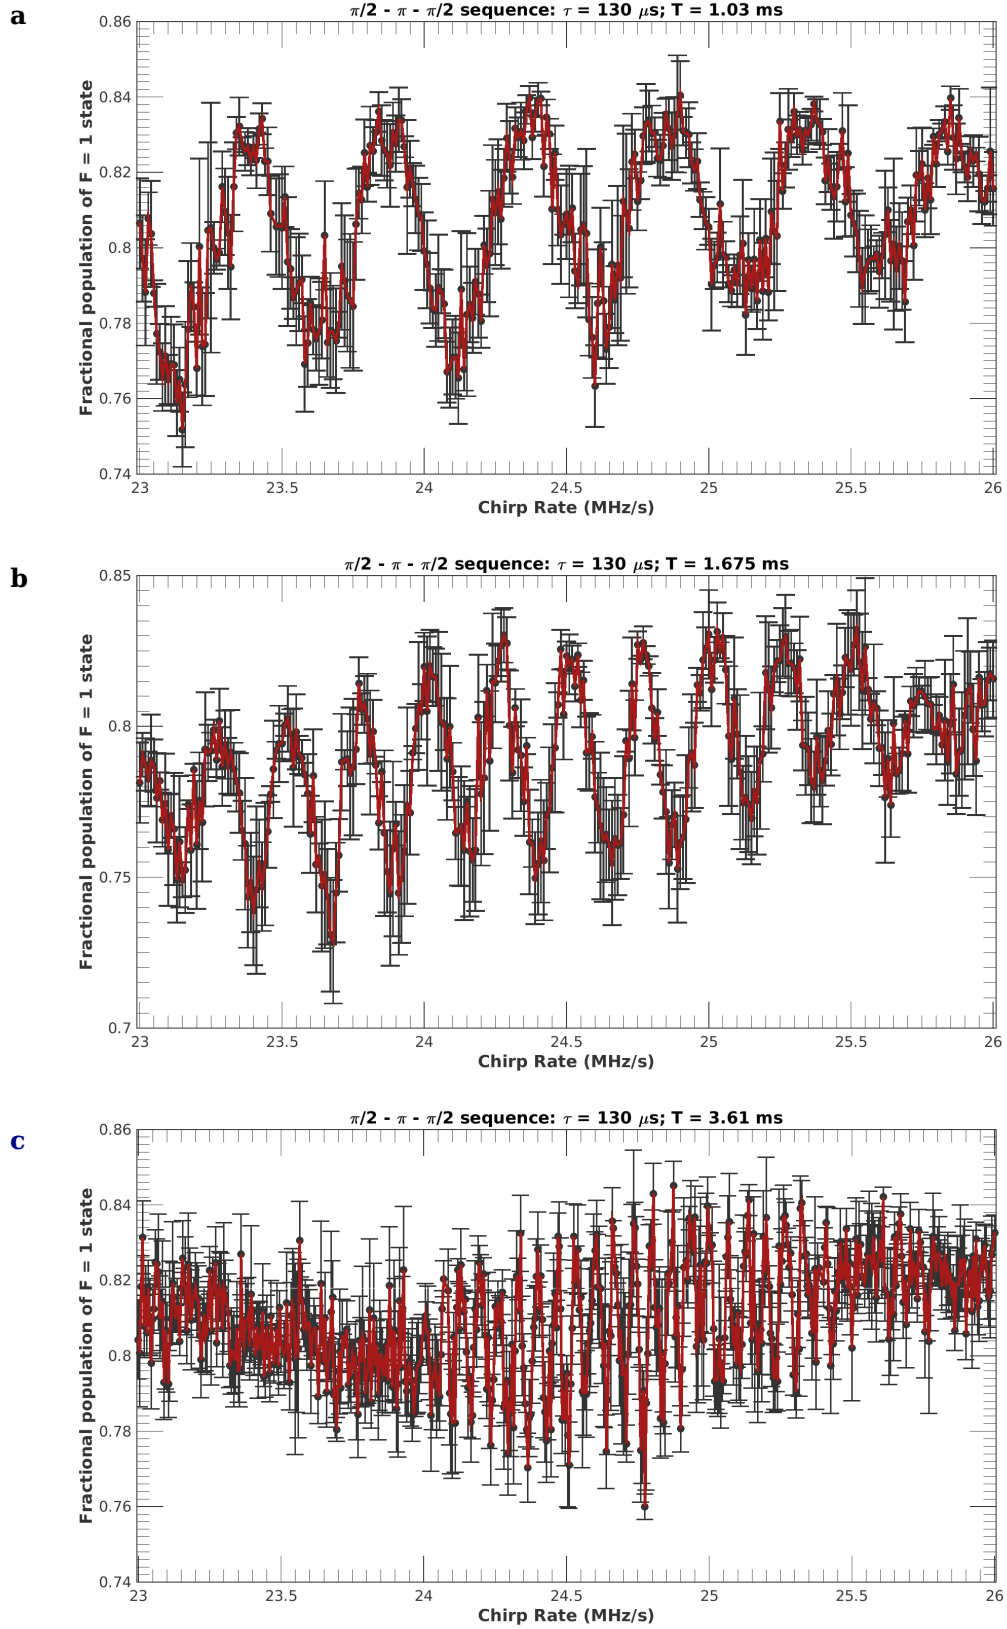 a
π/2 - π - π/2 sequence: τ = 130 μs; T = 1.03 ms
Fractional population of F = 1 state
0.86
0.84
0.82
0.8
0.78
0.76
0.74
23 23.5 24 24.5 25 25.5 26
Chirp Rate (MHz/s)
b
π/2 - π - π/2 sequence: τ = 130 μs; T = 1.675 ms
Fractional population of F = 1 state
0.85
0.8
0.75
0.7
23 23.5 24 24.5 25 25.5 26
Chirp Rate (MHz/s)
c
π/2 - π - π/2 sequence: τ = 130 μs; T = 3.61 ms
Fractional population of F = 1 state
0.86
0.84
0.82
0.8
0.78
0.76
0.74
23 23.5 24 24.5 25 25.5 26
Chirp Rate (MHz/s)